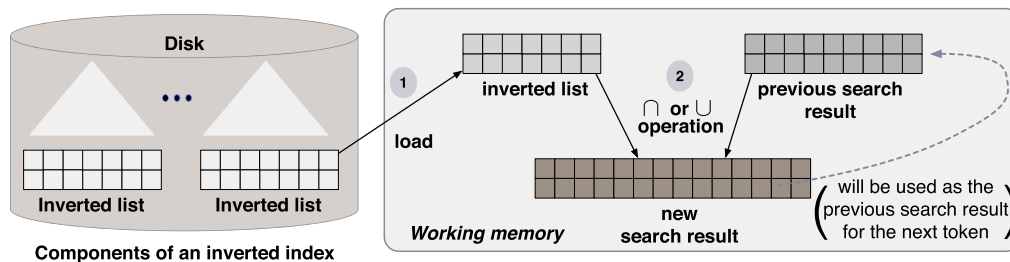 Disk
Inverted list
Inverted list
Components of an inverted index
1
load
inverted list
2
∩ or ∪
operation
previous search
result
new
search result
Working memory
( will be used as the
previous search result
for the next token )